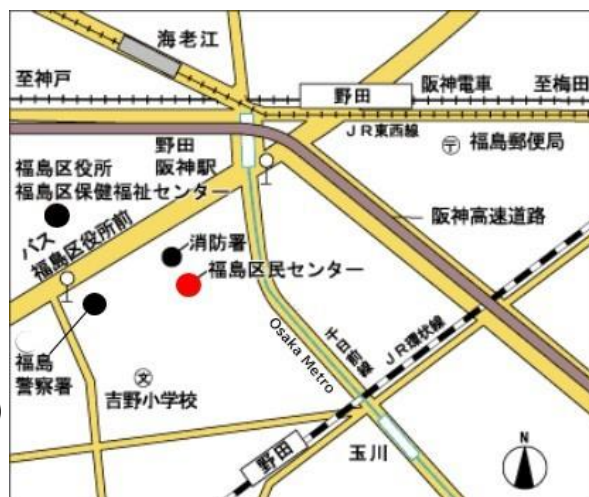 海老江
至神戸
野田
阪神電車
至梅田
JR東西線
〒
福島郵便局
野田
阪神駅
福島区役所
福島区保健福祉センター
バス
福島区役所前
消防署
福島区民センター
阪神高速道路
福島
警察署
文
吉野小学校
Osaka Metro
千日前線
JR環状線
野田
玉川
N